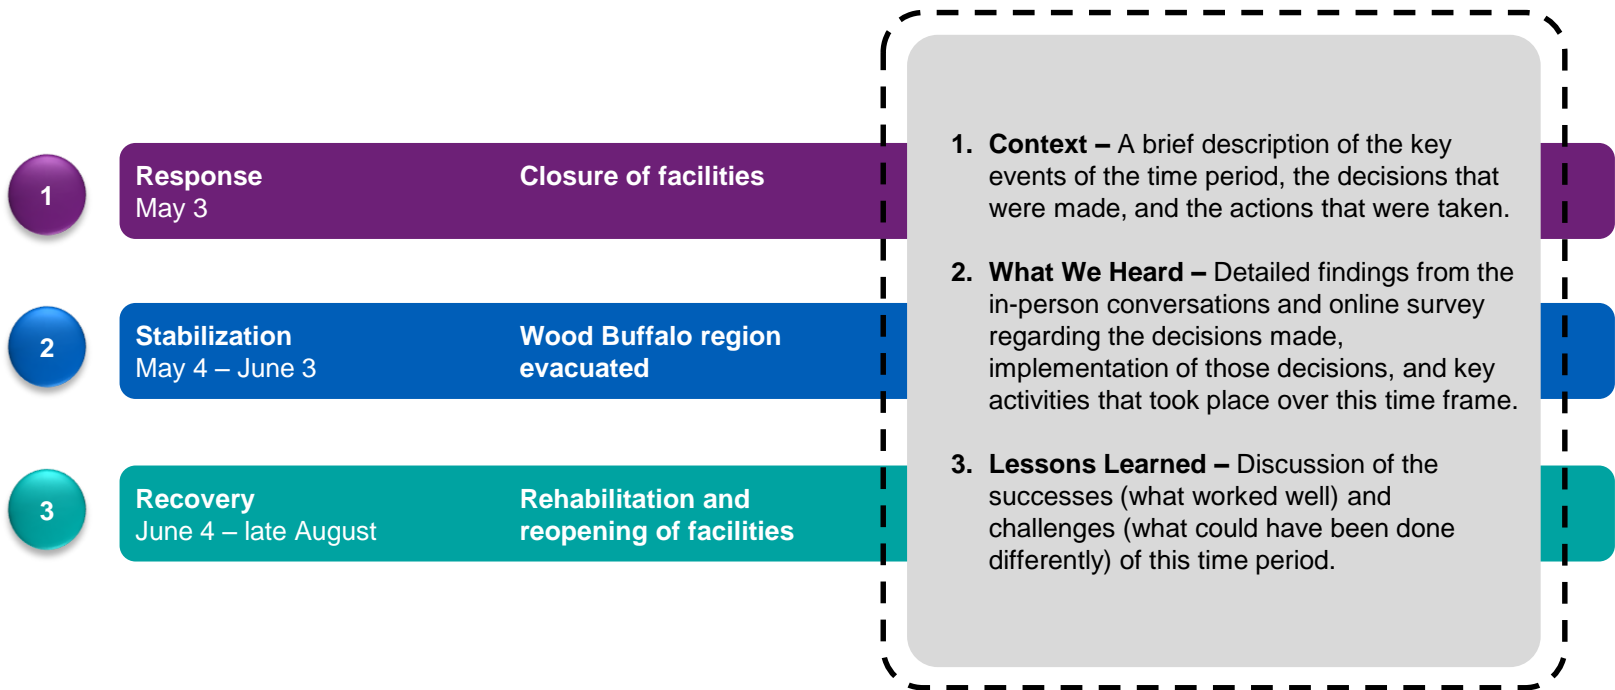 1
Response
May 3
Closure of facilities
2
Stabilization
May 4 – June 3
Wood Buffalo region
evacuated
3
Recovery
June 4 – late August
Rehabilitation and
reopening of facilities
1. Context – A brief description of the key
events of the time period, the decisions that
were made, and the actions that were taken.
2. What We Heard – Detailed findings from the
in-person conversations and online survey
regarding the decisions made,
implementation of those decisions, and key
activities that took place over this time frame.
3. Lessons Learned – Discussion of the
successes (what worked well) and
challenges (what could have been done
differently) of this time period.